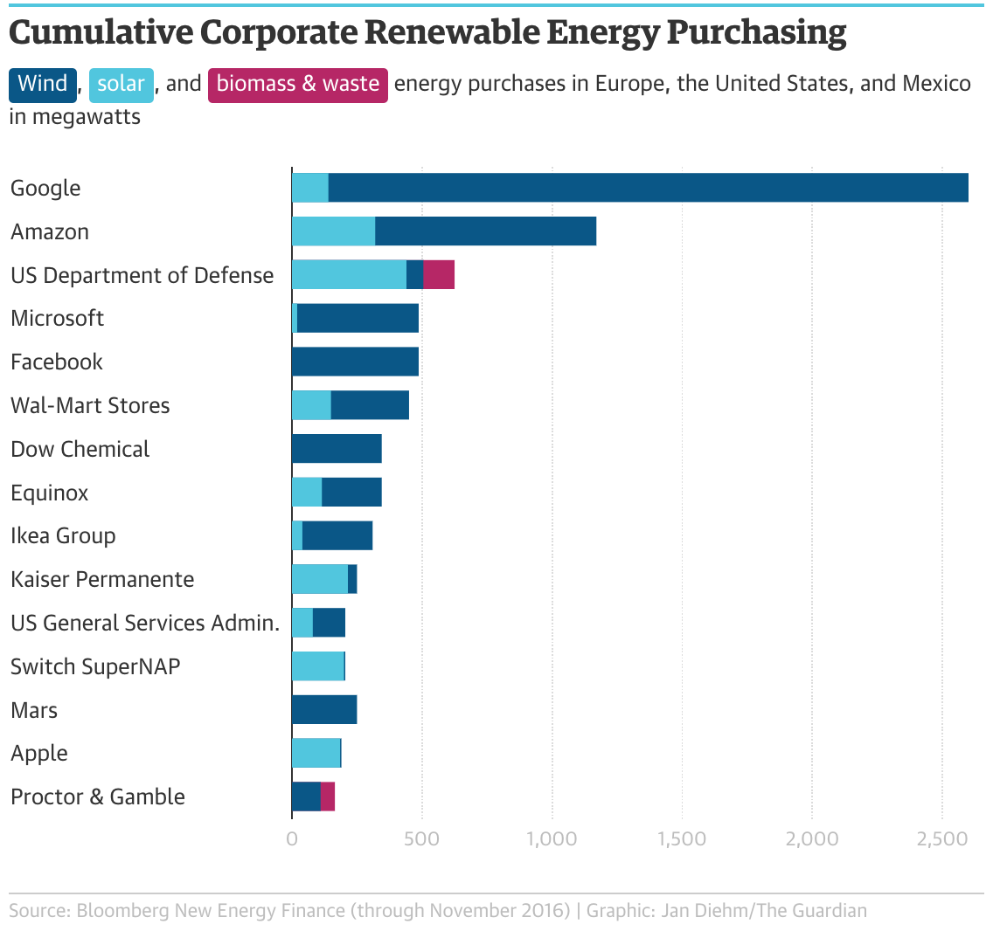 Cumulative Corporate Renewable Energy Purchasing
Wind, solar, and biomass & waste energy purchases in Europe, the United States, and Mexico
in megawatts
Google
Amazon
US Department of Defense
Microsoft
Facebook
Wal-Mart Stores
Dow Chemical
Equinox
Ikea Group
Kaiser Permanente
US General Services Admin.
Switch SuperNAP
Mars
Apple
Proctor & Gamble
0 500 1,000 1,500 2,000 2,500
Source: Bloomberg New Energy Finance (through November 2016) | Graphic: Jan Diehm/The Guardian